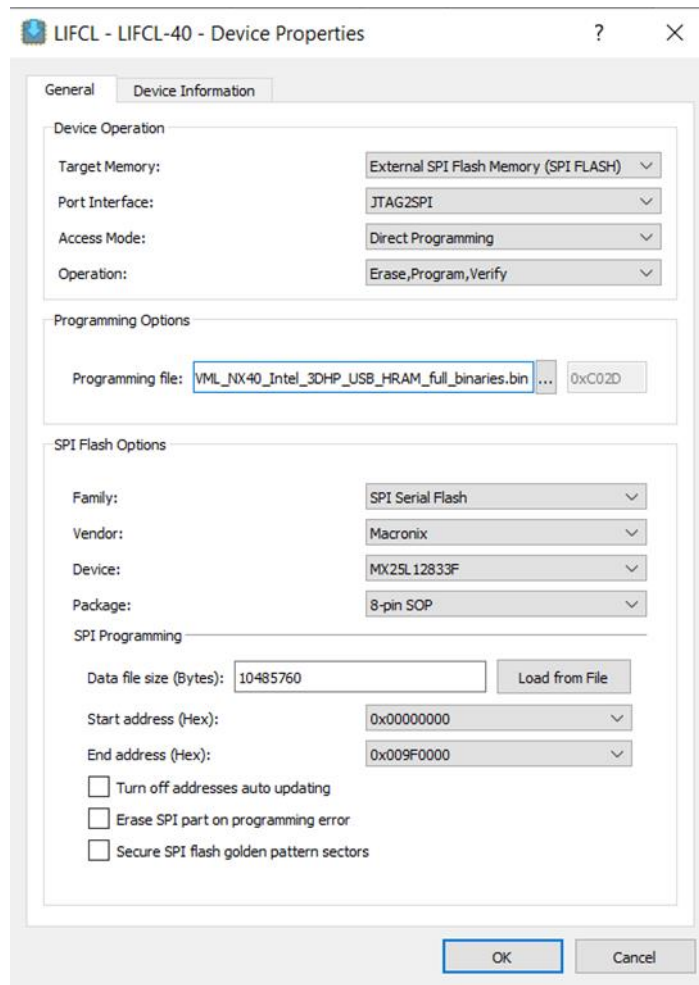 LIFCL - LIFCL-40 - Device Properties ?
General Device Information
Device Operation
Target Memory: External SPI Flash Memory (SPI FLASH)
Port Interface: JTAG2SPI
Access Mode: Direct Programming
Operation: Erase,Program,Verify
Programming Options
Programming file: VML_NX40_Intel_3DHP_USB_HRAM_full_binaries.bin ... 0xC02D
SPI Flash Options
Family: SPI Serial Flash
Vendor: Macronix
Device: MX25L12833F
Package: 8-pin SOP
SPI Programming
Data file size (Bytes): 10485760 Load from File
Start address (Hex): 0x00000000
End address (Hex): 0x009F0000
Turn off addresses auto updating
Erase SPI part on programming error
Secure SPI flash golden pattern sectors
OK Cancel